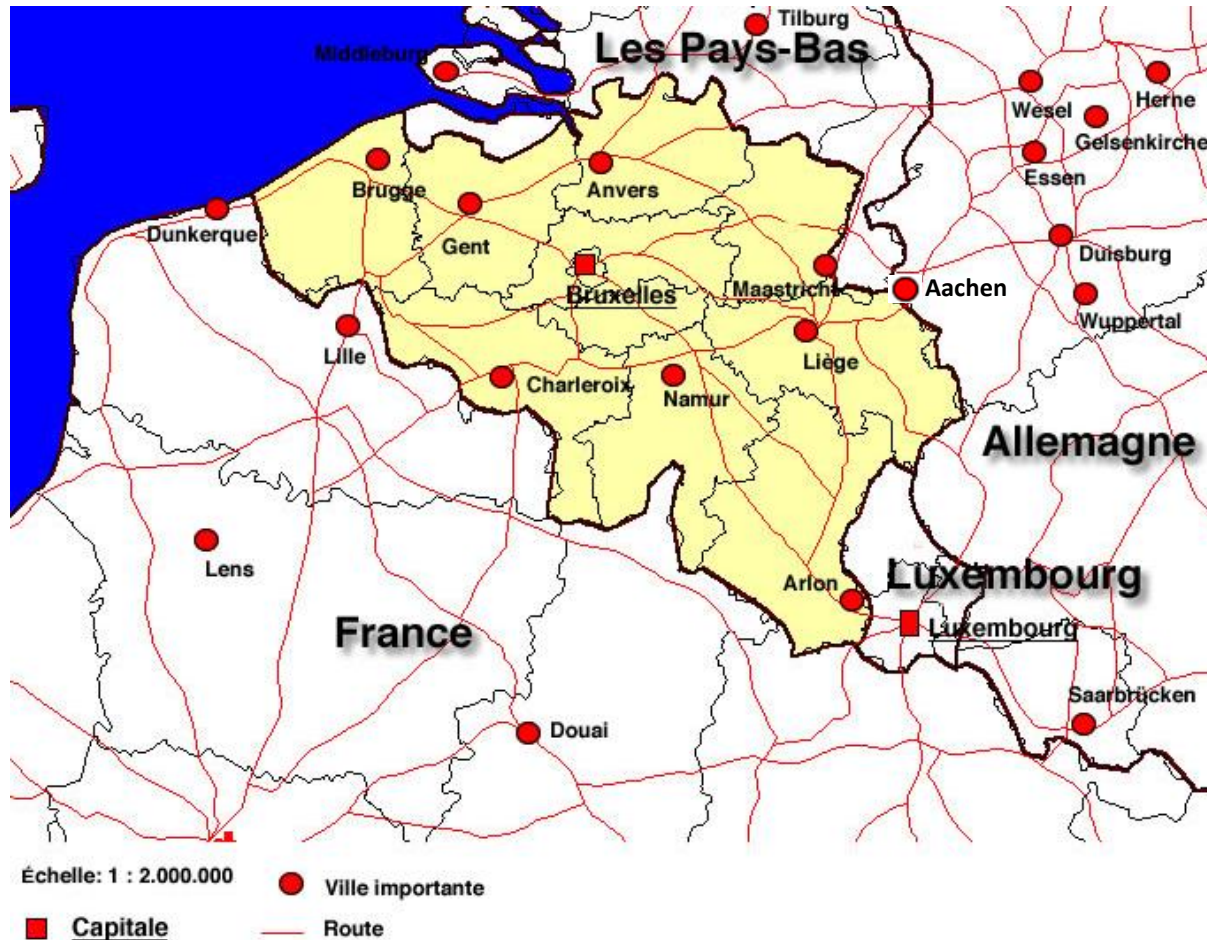 Tilburg
Les Pays-Bas
Middleburg
Wesel
Herne
Gelsenkirche
Essen
Brugge
Anvers
Dunkerque
Gent
Duisburg
Bruxelles
Maastricht
Aachen
Wuppertal
Lille
Liège
Charleroix
Namur
Allemagne
Lens
Arlon
Luxembourg
Luxembourg
France
Saarbrücken
Douai
Échelle: 1 : 2.000.000
Ville importante
Capitale
Route